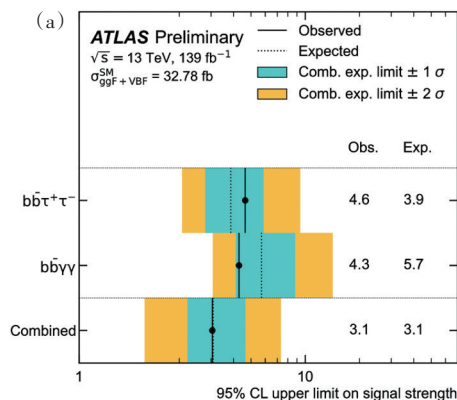 (a)
ATLAS Preliminary
√s = 13 TeV, 139 fb⁻¹
σ^SM_ggF+VBF = 32.78 fb
Observed
Expected
Comb. exp. limit ± 1 σ
Comb. exp. limit ± 2 σ
Obs. Exp.
bb̄τ⁺τ⁻ 4.6 3.9
bb̄γγ 4.3 5.7
Combined 3.1 3.1
1 10
95% CL upper limit on signal strength